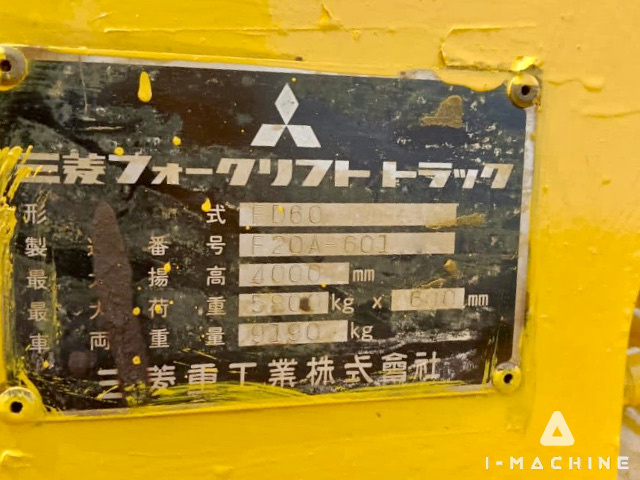 三菱フォークリフトトラック
形 式 FD60
製 造 番 号 F20A-601
最 大 揚 高 4000 mm
最 大 荷 重 kg x 600 mm
車 両 重 量 9190 kg
三菱重工業株式會社
I-MACHINE